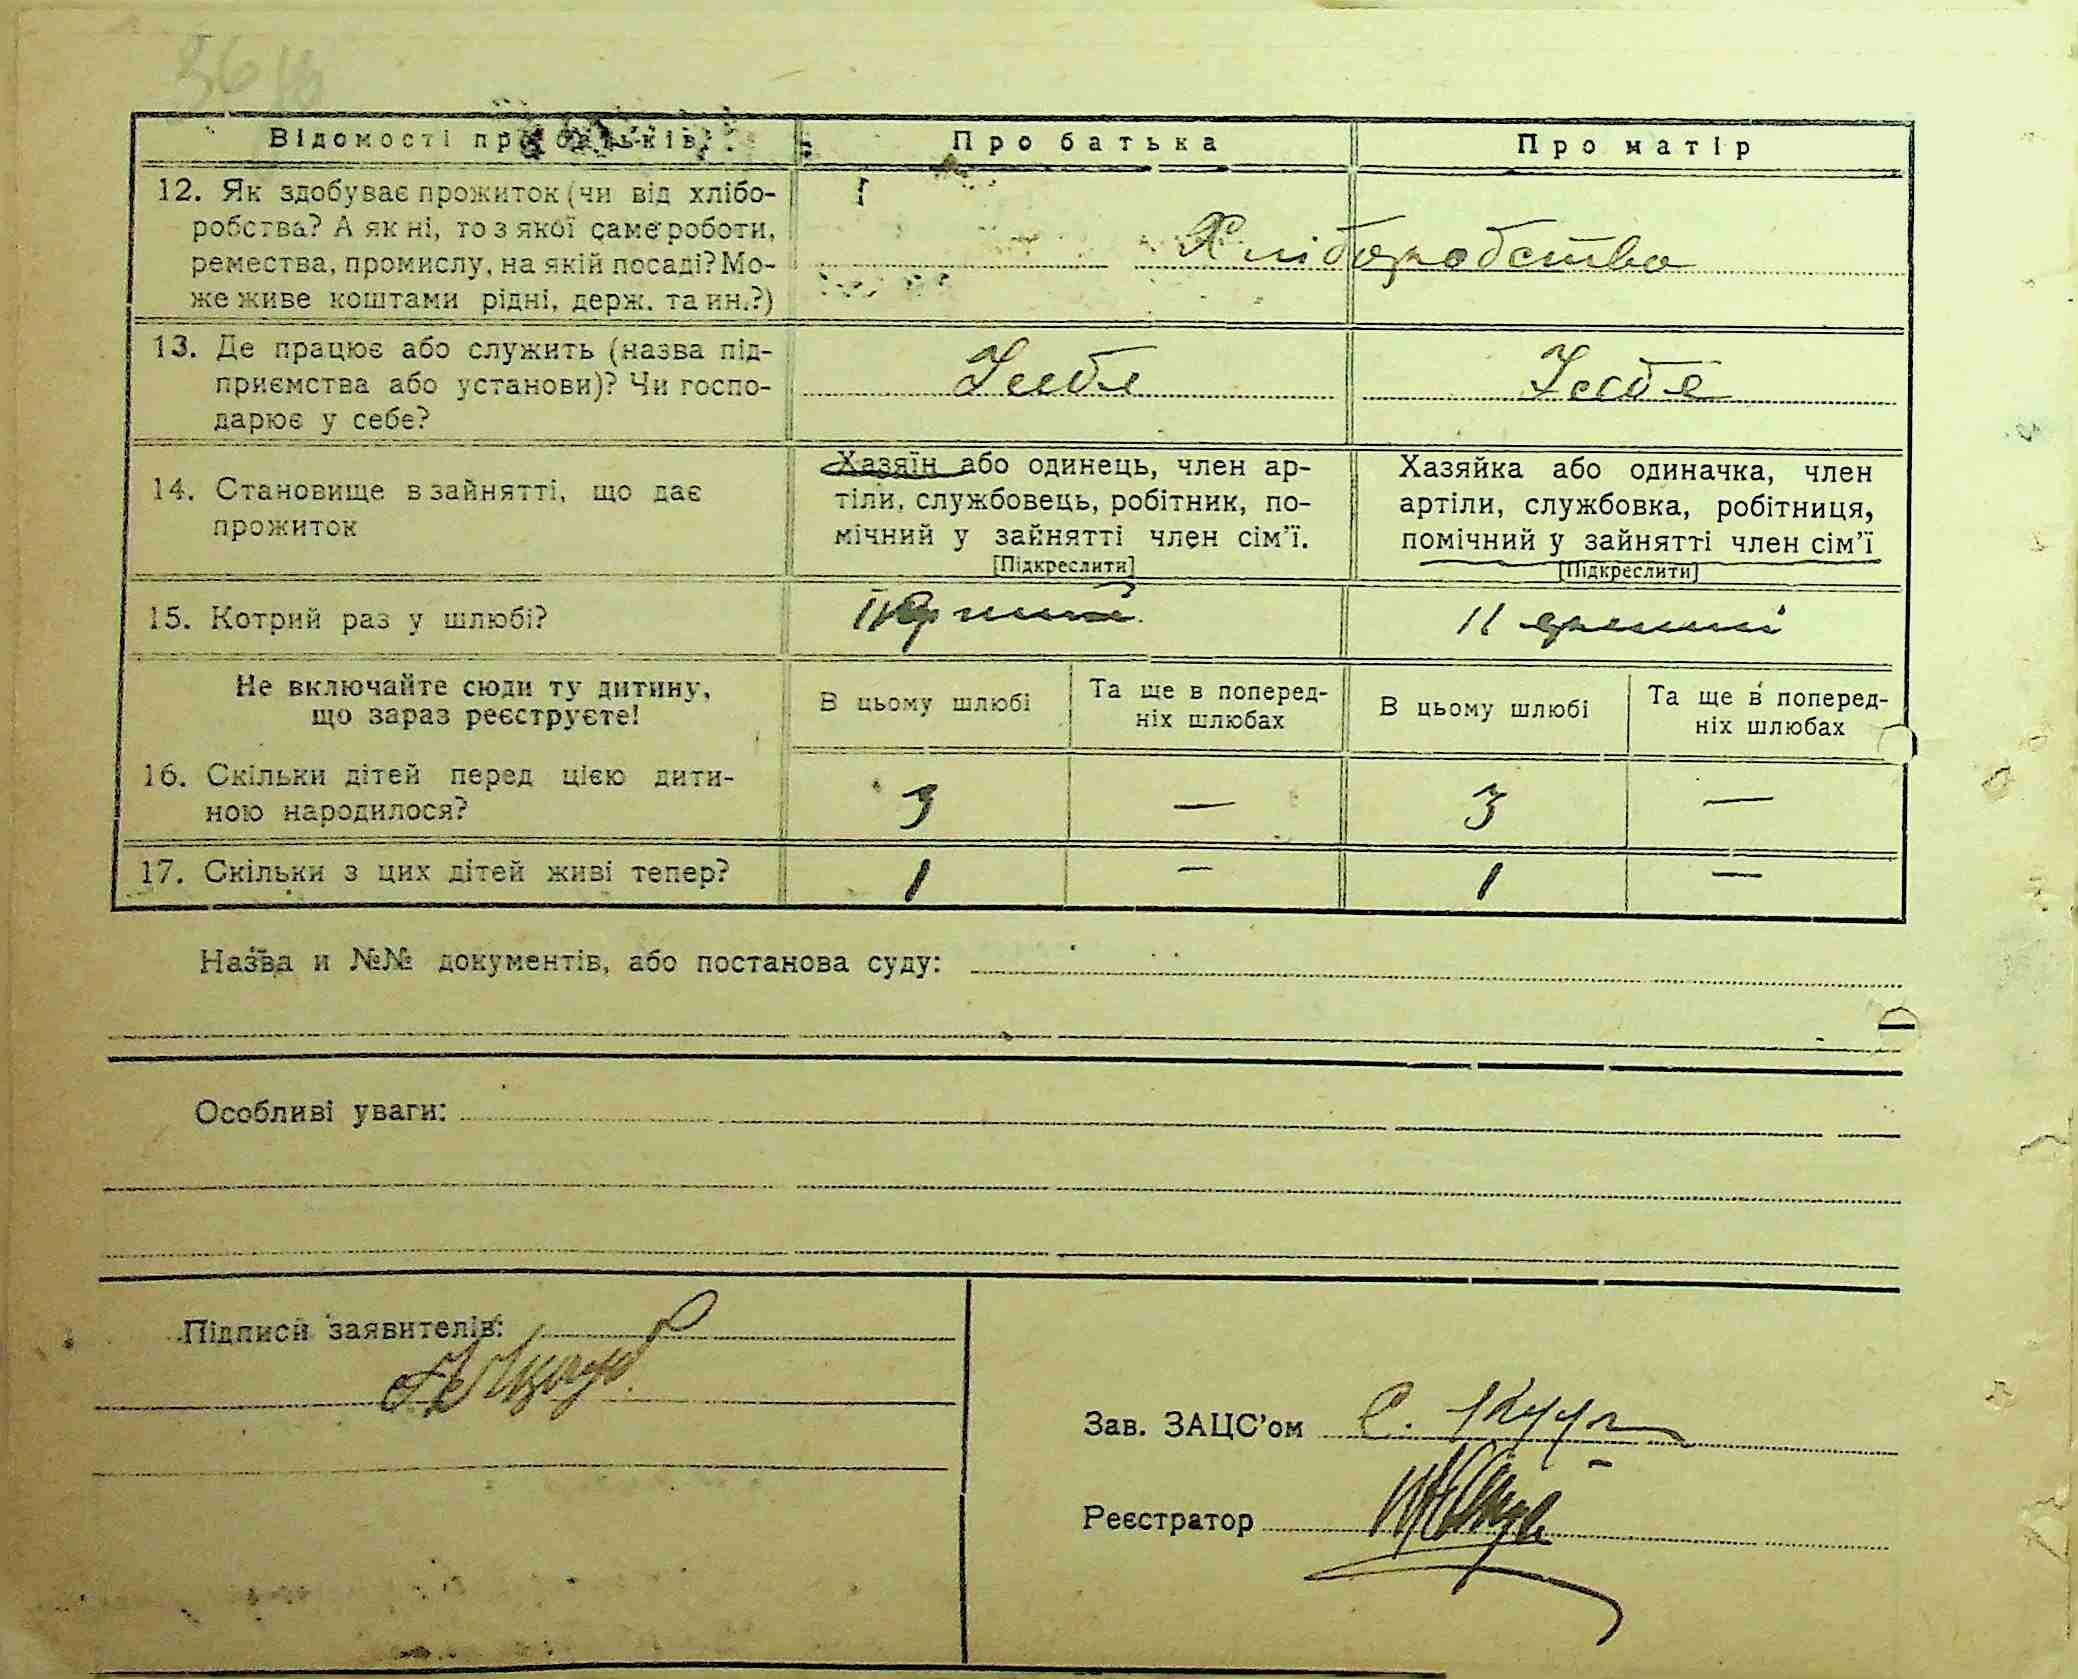 Відомості про батьків:
Про батька
Про матір
12. Як здобуває прожиток (чи від хлібо-
робства? А як ні, то з якої саме роботи,
ремества, промислу, на якій посаді? Мо-
же живе коштами рідні, держ. та ин.?)
Хліборобство
13. Де працює або служить (назва під-
приємства або установи)? Чи госпо-
дарює у себе?
У себе
У себе
14. Становище в зайнятті, що дає
прожиток
Хазяїн або одинець, член ар-
тіли, службовець, робітник, по-
мічний у зайнятті член сім'ї.
[Підкреслити]
Хазяйка або одиначка, член
артіли, службовка, робітниця,
помічний у зайнятті член сім'ї
[Підкреслити]
15. Котрий раз у шлюбі?
Не включайте сюди ту дитину,
що зараз реєструєте!
В цьому шлюбі
Та ще в поперед-
ніх шлюбах
В цьому шлюбі
Та ще в поперед-
ніх шлюбах
16. Скільки дітей перед цією дити-
ною народилося?
3
—
3
—
17. Скільки з цих дітей живі тепер?
1
—
1
—
Назва и №№ документів, або постанова суду:
Особливі уваги:
Підписи заявителів:
Зав. ЗАЦС'ом
Реєстратор